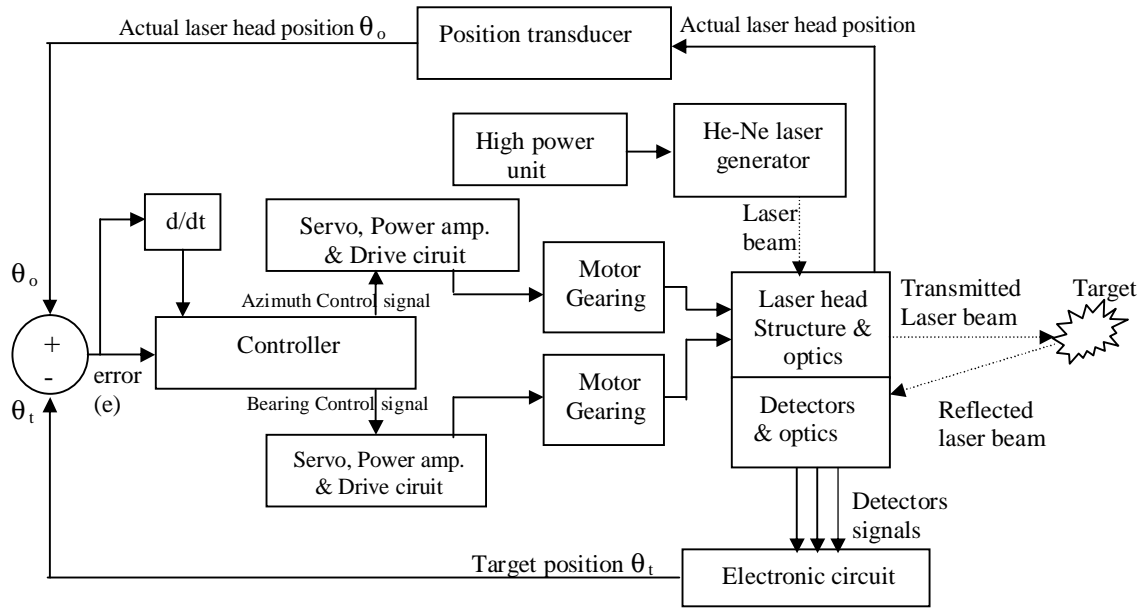 Actual laser head position θo
Position transducer
Actual laser head position
High power
unit
He-Ne laser
generator
Laser
beam
d/dt
Servo, Power amp.
& Drive ciruit
Motor
Gearing
θo
Azimuth Control signal
Laser head
Structure &
optics
Transmitted
Laser beam
Target
+
-
Controller
error
(e)
θt
Bearing Control signal
Motor
Gearing
Detectors
& optics
Reflected
laser beam
Servo, Power amp.
& Drive ciruit
Detectors
signals
Target position θt
Electronic circuit